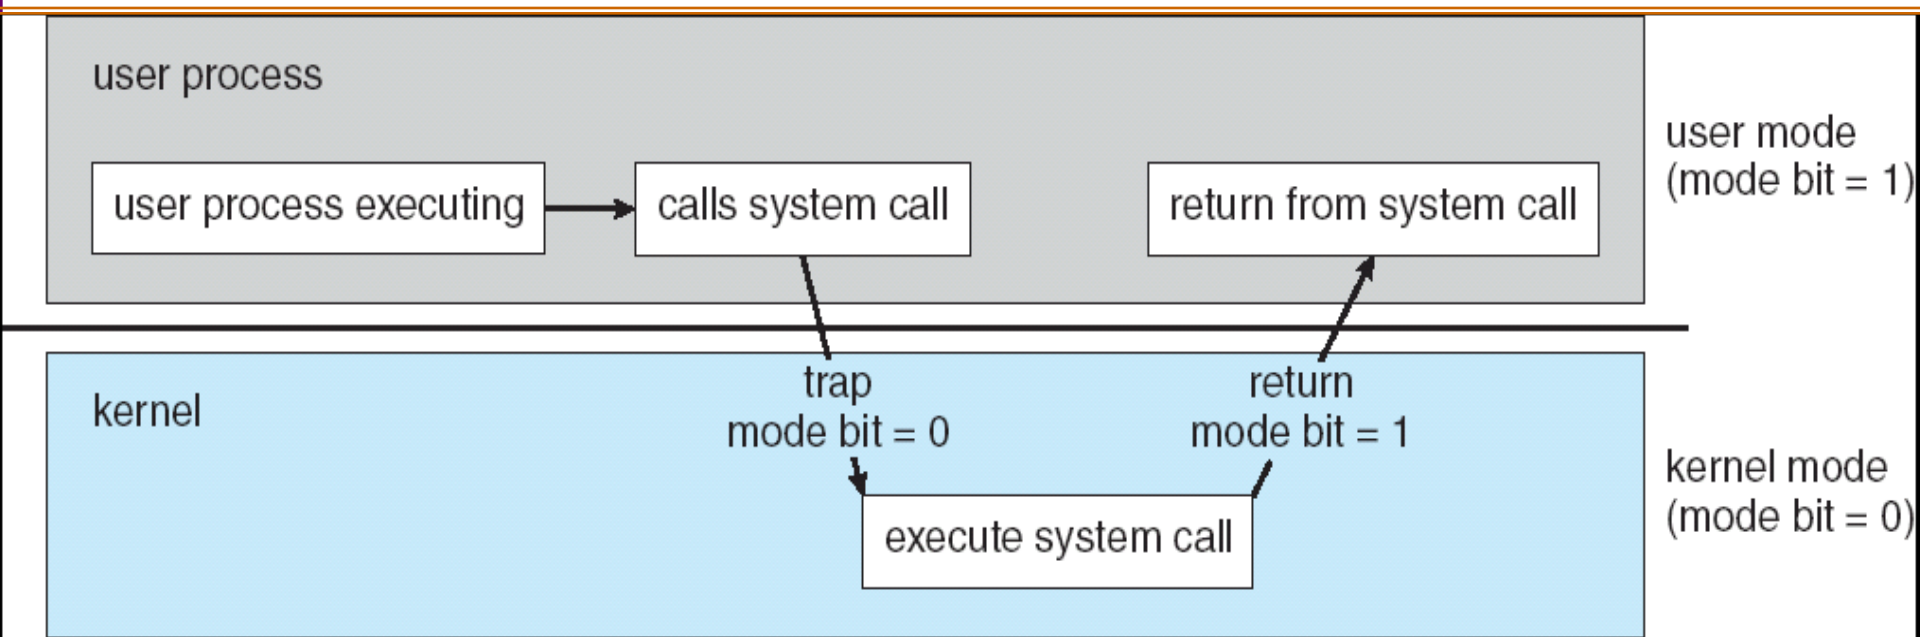 user process
user process executing
calls system call
return from system call
user mode
(mode bit = 1)
kernel
trap
mode bit = 0
return
mode bit = 1
execute system call
kernel mode
(mode bit = 0)